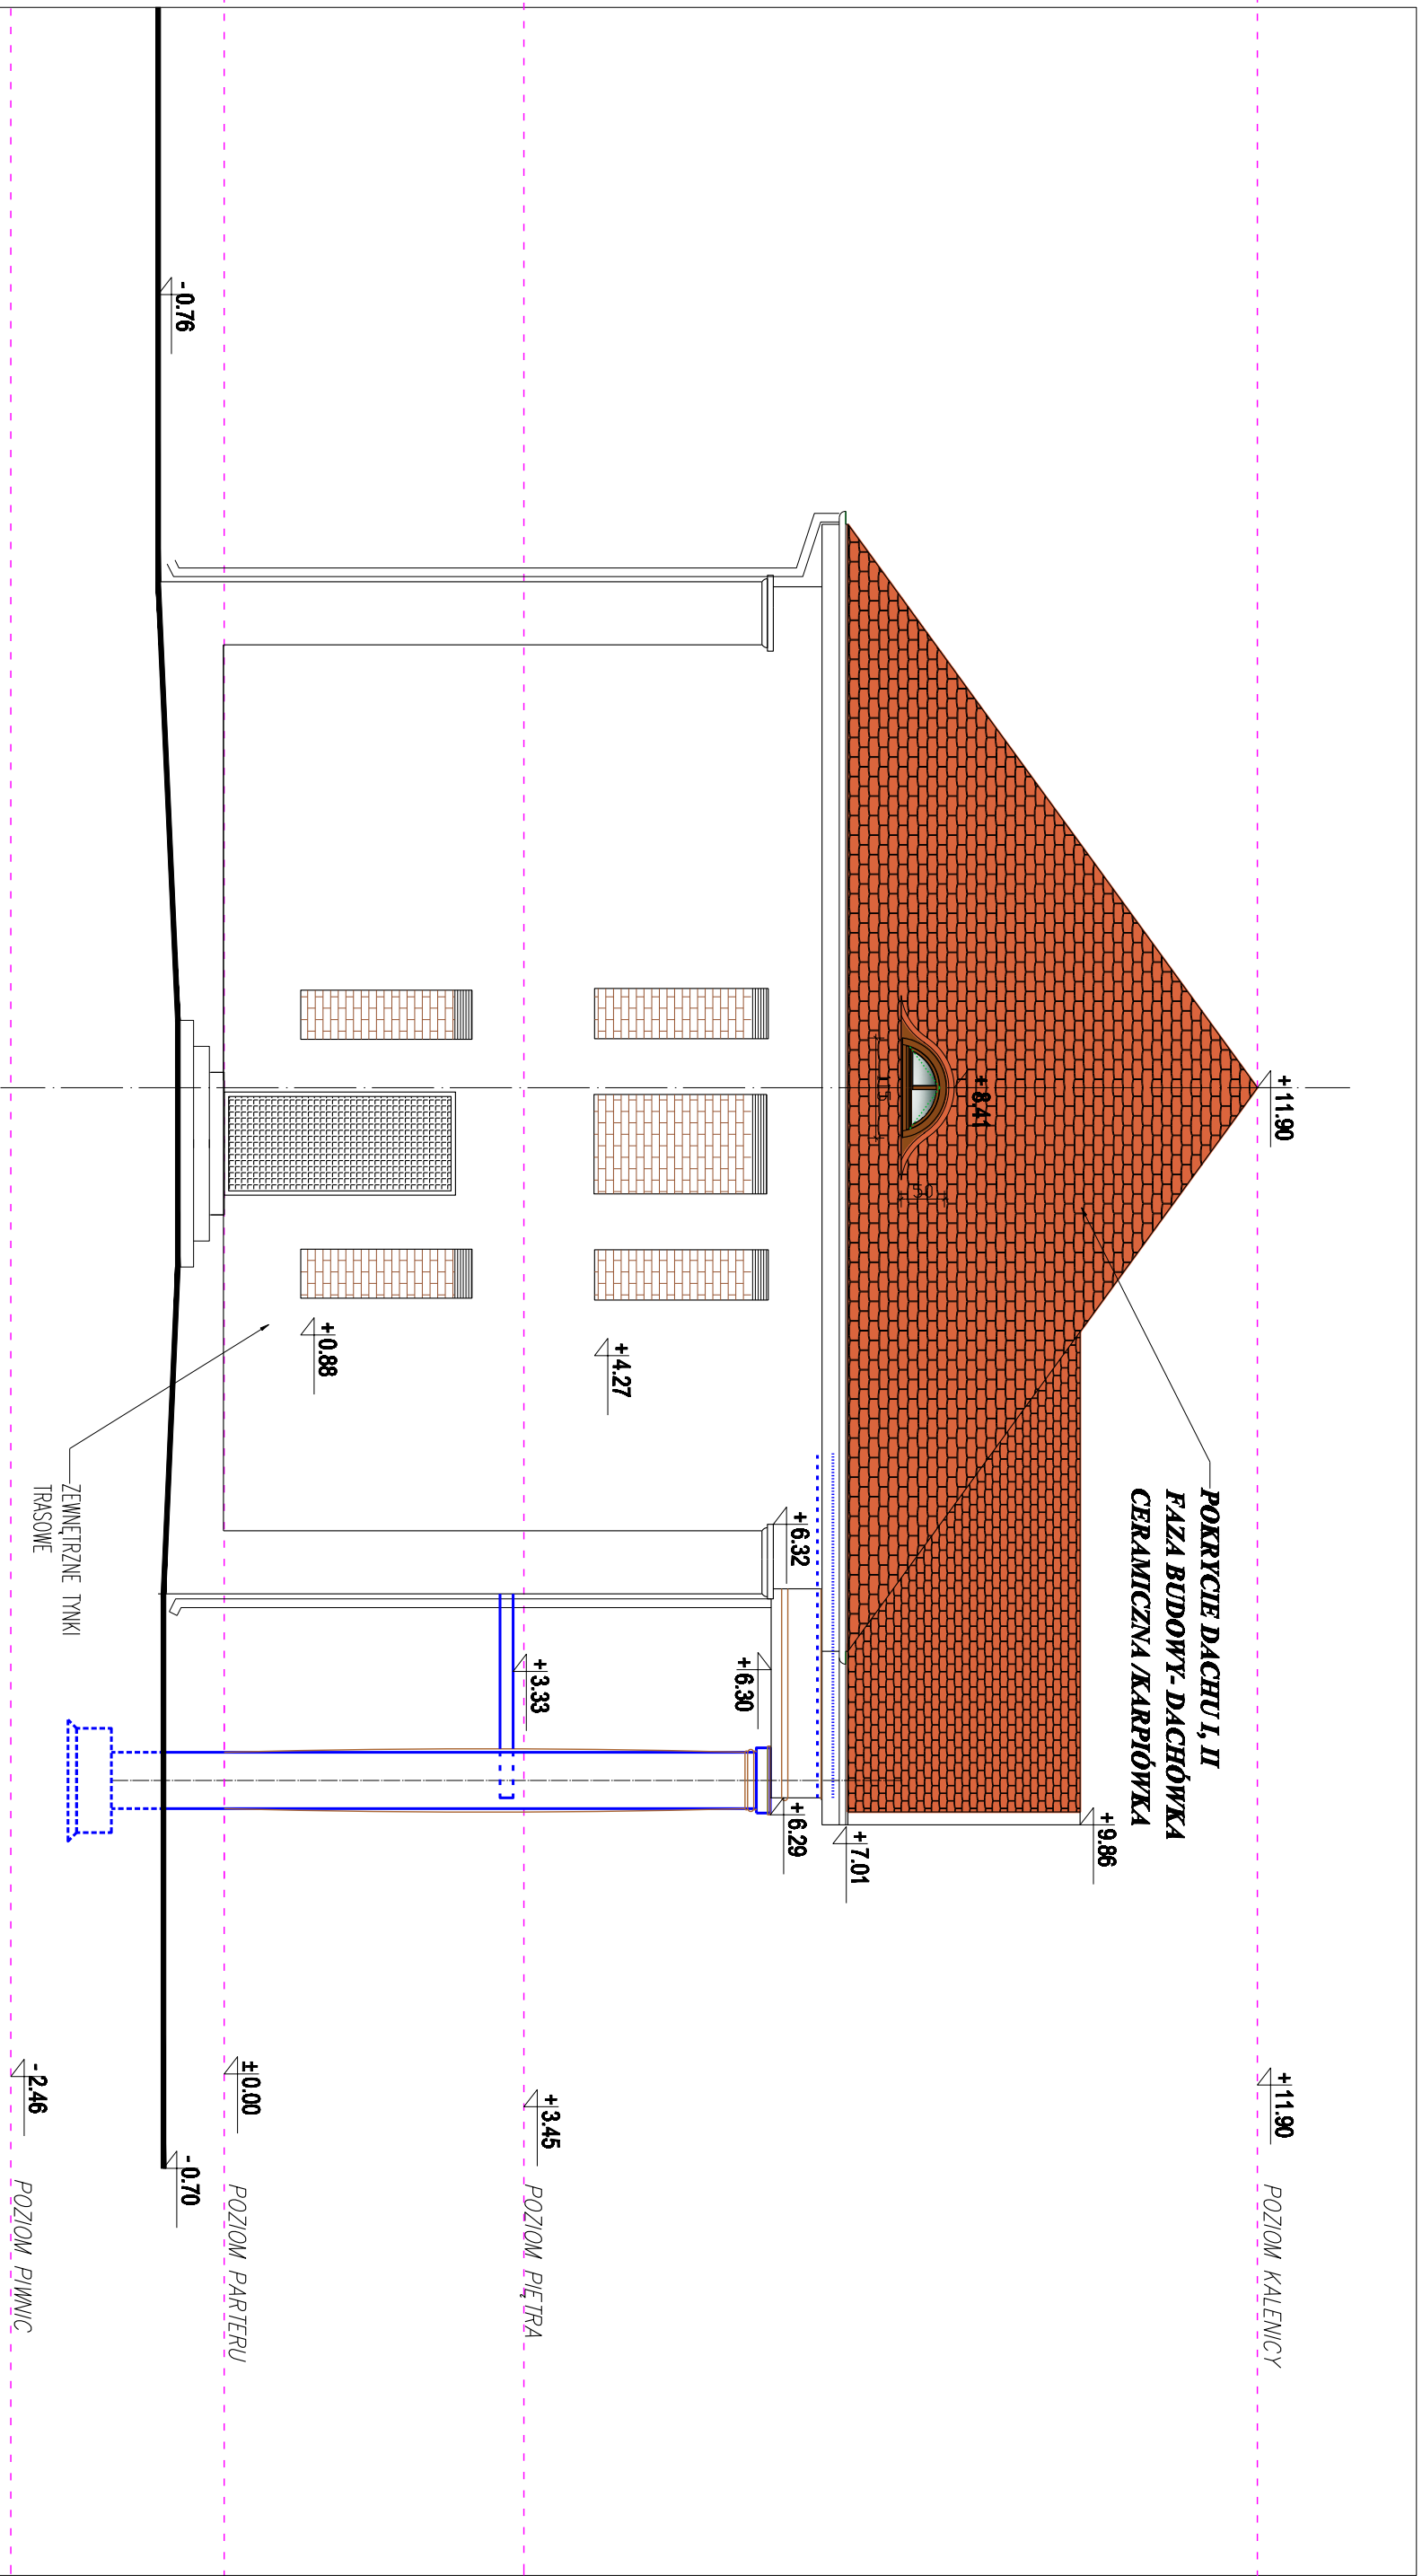 +11.90
+11.90
POZIOM KALENICY
POKRYCIE DACHU I, II
FAZA BUDOWY- DACHÓWKA
CERAMICZNA /KARPIÓWKA
+9.86
+8.41
50
115
+7.01
+6.32
+6.29
+6.30
+4.27
+3.33
+3.45
POZIOM PIĘTRA
+0.88
±0.00
POZIOM PARTERU
-0.76
-0.70
ZEWNĘTRZNE TYNKI
TRASOWE
-2.46
POZIOM PIWNIC